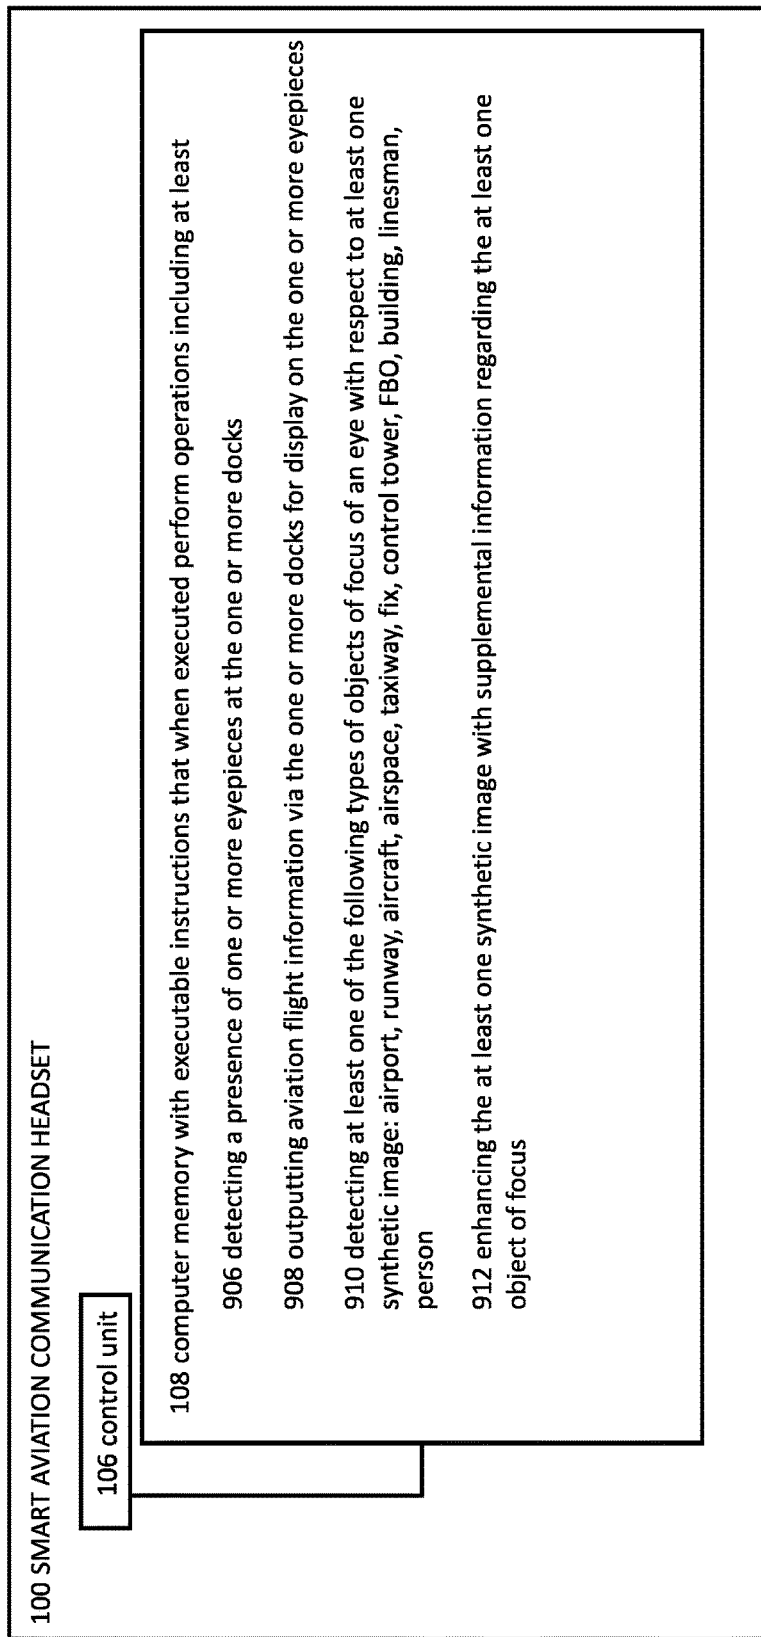 100 SMART AVIATION COMMUNICATION HEADSET
106 control unit
108 computer memory with executable instructions that when executed perform operations including at least
906 detecting a presence of one or more eyepieces at the one or more docks
908 outputting aviation flight information via the one or more docks for display on the one or more eyepieces
910 detecting at least one of the following types of objects of focus of an eye with respect to at least one
synthetic image: airport, runway, aircraft, airspace, taxiway, fix, control tower, FBO, building, linesman,
person
912 enhancing the at least one synthetic image with supplemental information regarding the at least one
object of focus